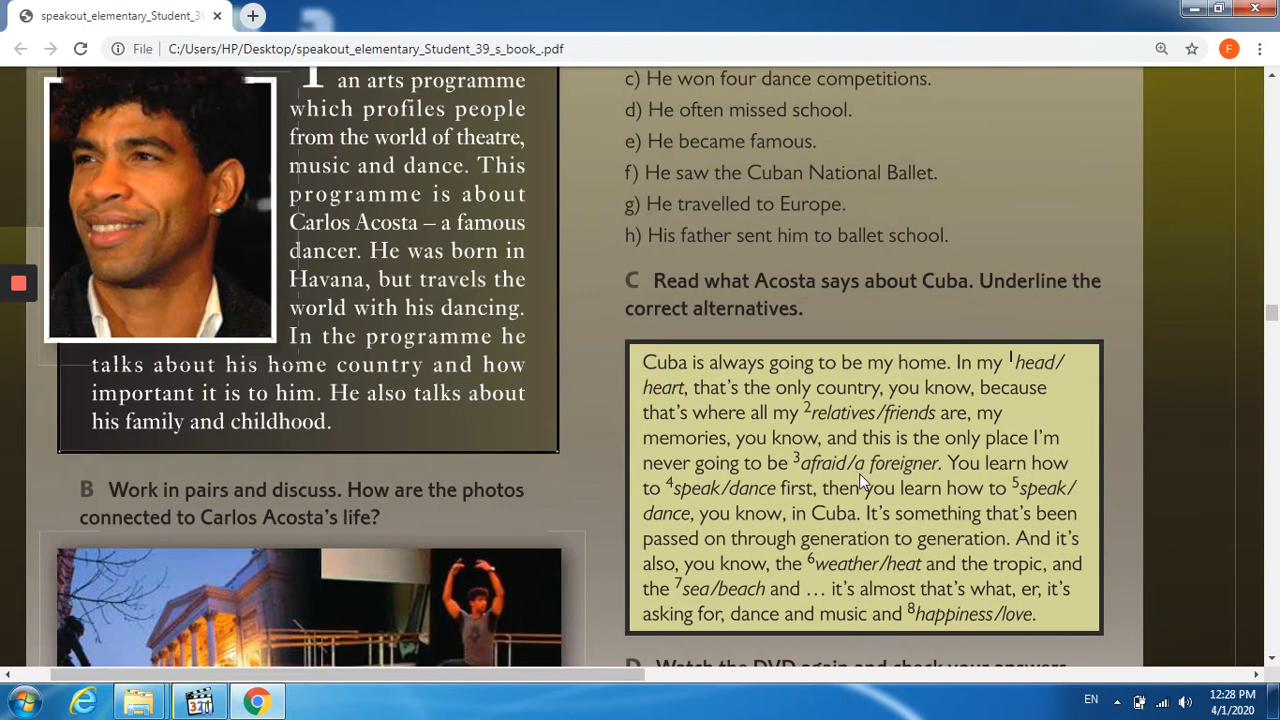 speakout_elementary_Student_39
File
C:/Users/HP/Desktop/speakout_elementary_Student_39_s_book_.pdf
F
an arts programme
which profiles people
from the world of theatre,
music and dance. This
programme is about
Carlos Acosta – a famous
dancer. He was born in
Havana, but travels the
world with his dancing.
In the programme he
talks about his home country and how
important it is to him. He also talks about
his family and childhood.
B Work in pairs and discuss. How are the photos
connected to Carlos Acosta's life?
c) He won four dance competitions.
d) He often missed school.
e) He became famous.
f) He saw the Cuban National Ballet.
g) He travelled to Europe.
h) His father sent him to ballet school.
C Read what Acosta says about Cuba. Underline the
correct alternatives.
Cuba is always going to be my home. In my 1head/
heart, that's the only country, you know, because
that's where all my 2relatives/friends are, my
memories, you know, and this is the only place I'm
never going to be 3afraid/a foreigner. You learn how
to 4speak/dance first, then you learn how to 5speak/
dance, you know, in Cuba. It's something that's been
passed on through generation to generation. And it's
also, you know, the 6weather/heat and the tropic, and
the 7sea/beach and … it's almost that's what, er, it's
asking for, dance and music and 8happiness/love.
D Watch the DVD again and check your answers.
EN
12:28 PM
4/1/2020